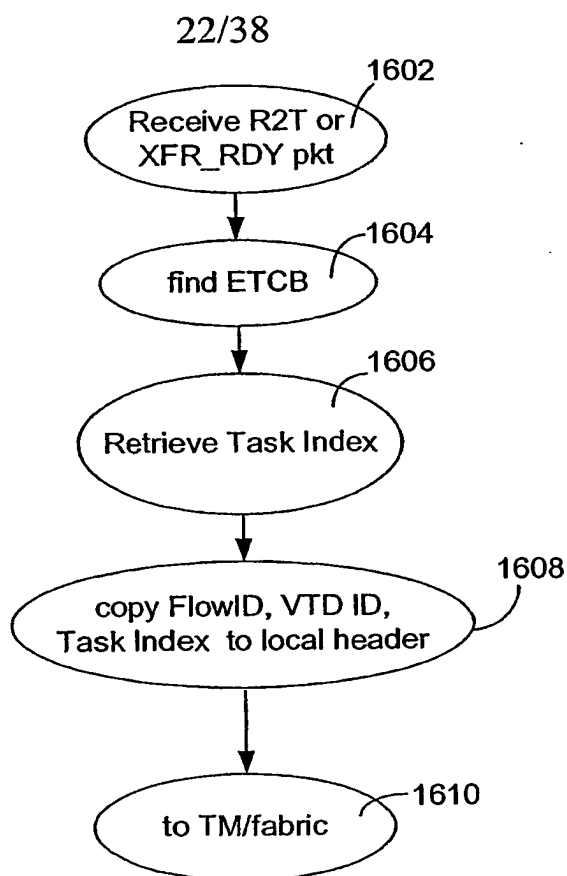 22/38
1602
Receive R2T or
XFR_RDY pkt
1604
find ETCB
1606
Retrieve Task Index
1608
copy FlowID, VTD ID,
Task Index to local header
1610
to TM/fabric